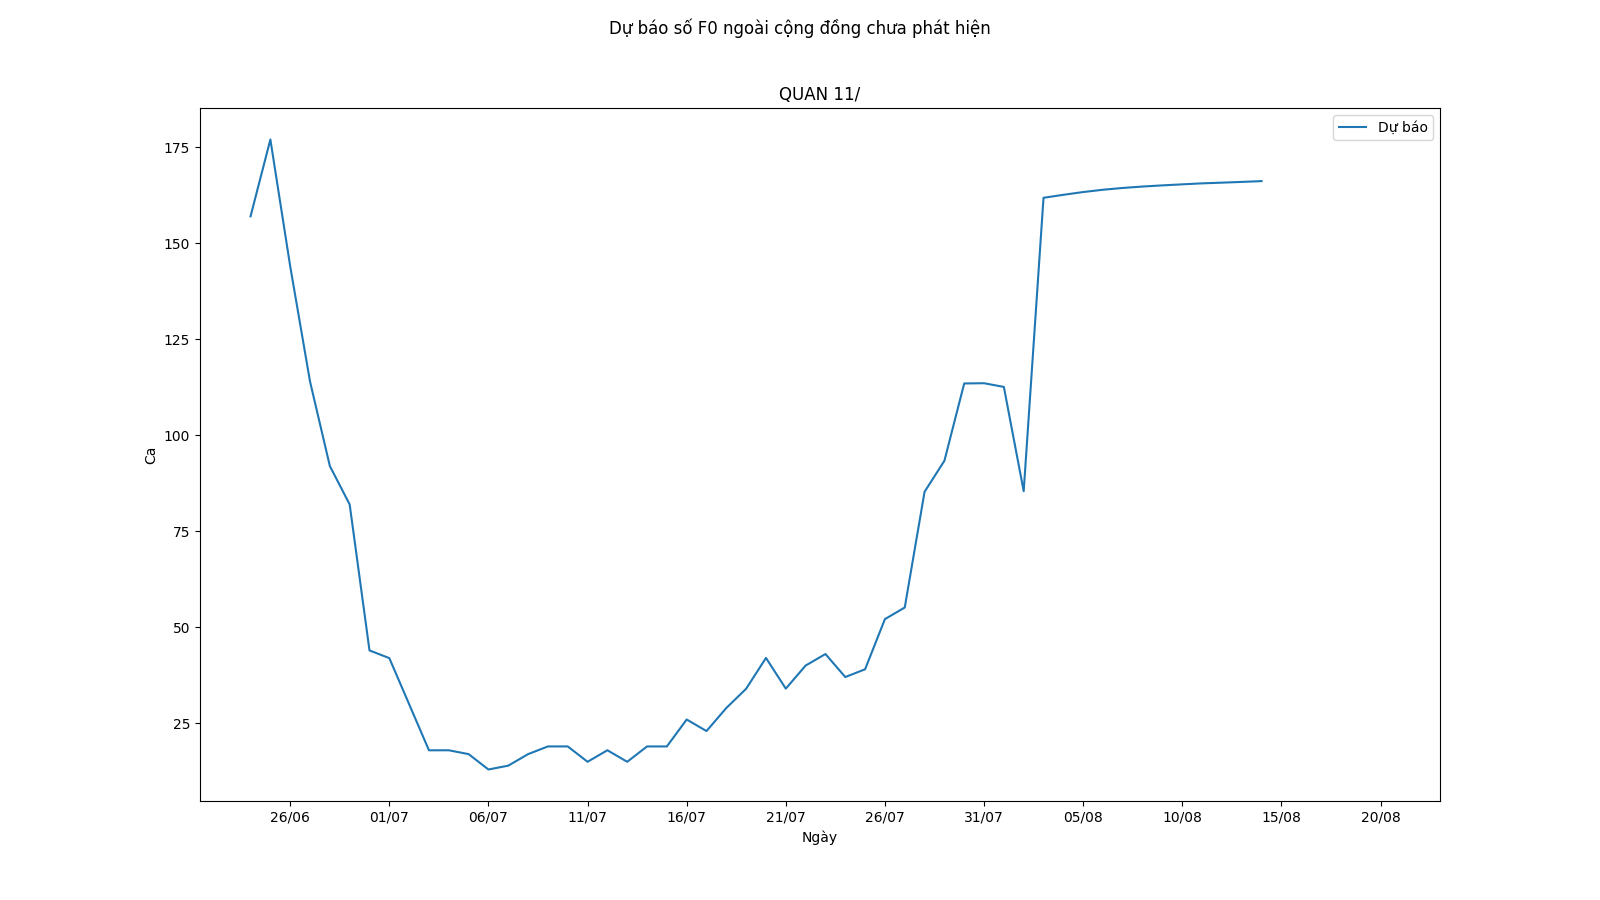 Dự báo số F0 ngoài cộng đồng chưa phát hiện
QUAN 11/
Dự báo
175
150
125
100
75
50
25
Ca
26/06 01/07 06/07 11/07 16/07 21/07 26/07 31/07 05/08 10/08 15/08 20/08
Ngày